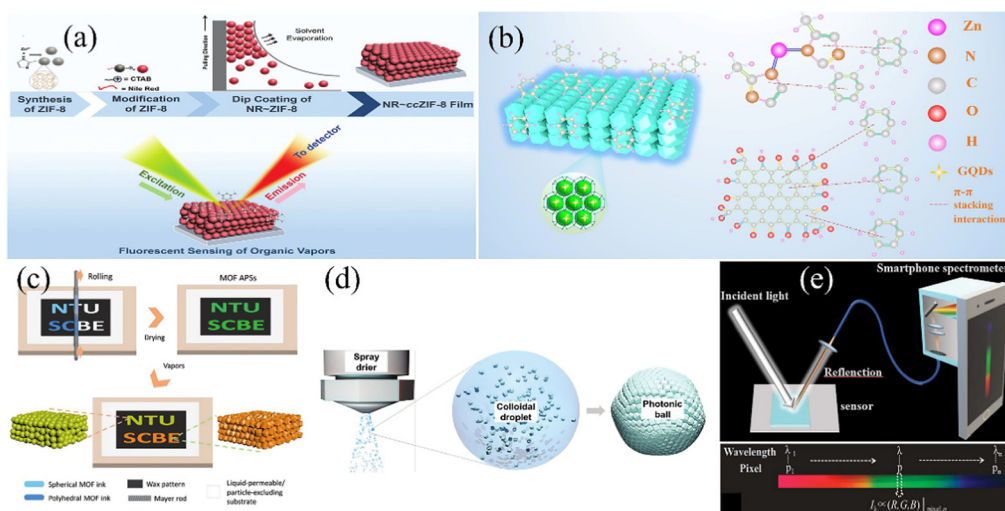 (a)
Pulling Direction
Solvent
Evaporation
= CTAB
= Nile Red
Synthesis
of ZIF-8
Modification
of ZIF-8
Dip Coating of
NR~ZIF-8
NR~ccZIF-8 Film
Excitation
Emission
To detector
Fluorescent Sensing of Organic Vapors
(b)
Zn
N
C
O
H
GQDs
π-π
stacking
interaction
(c)
Rolling
MOF APSs
NTU
SCBE
NTU
SCBE
Drying
Vapors
NTU
SCBE
Spherical MOF ink
Polyhedral MOF ink
Wax pattern
Mayer rod
Liquid-permeable/
particle-excluding
substrate
(d)
Spray
drier
Colloidal
droplet
Photonic
ball
(e)
Smartphone spectrometer
Incident light
Reflenction
sensor
Wavelength
Pixel
λ₁
λ
λₘ
p₁
p
pₘ